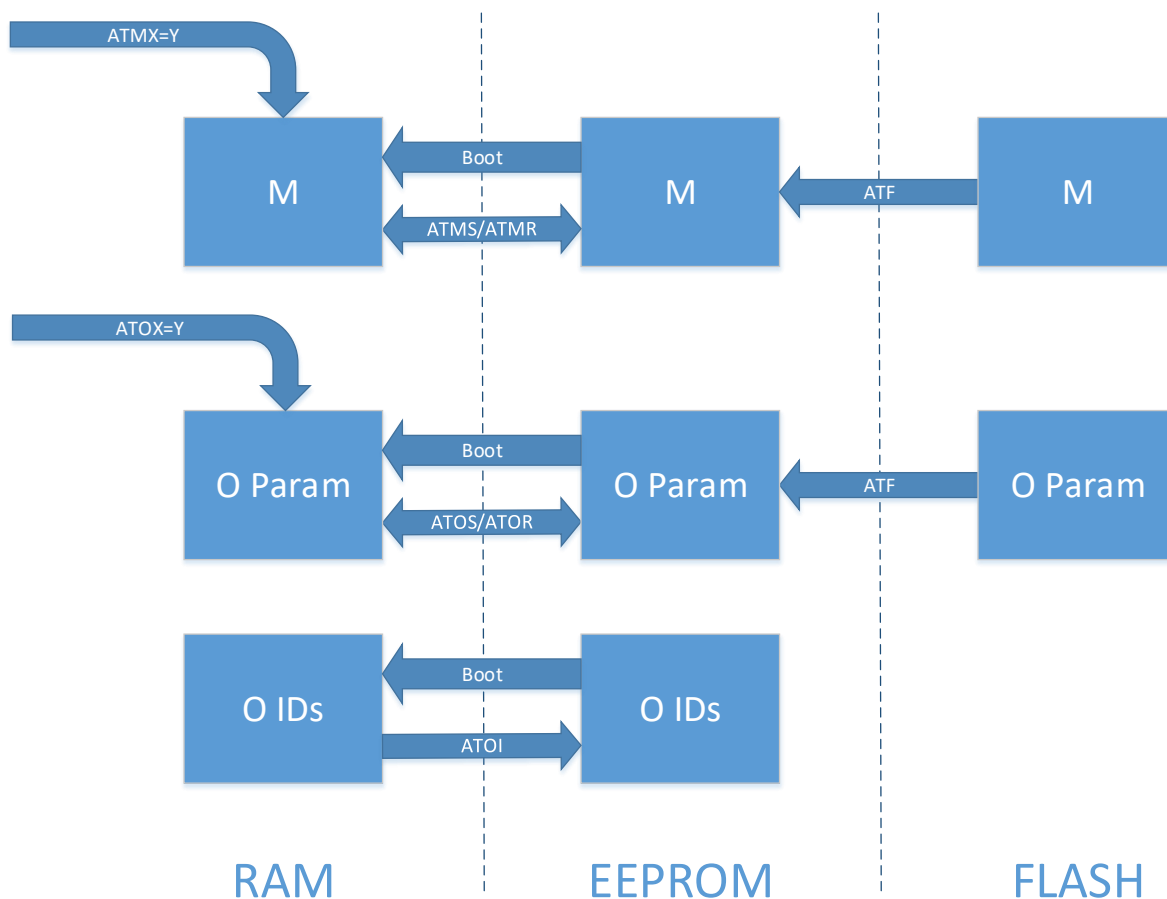 ATMX=Y
M
Boot
ATMS/ATMR
M
ATF
M
ATOX=Y
O Param
Boot
ATOS/ATOR
O Param
ATF
O Param
O IDs
Boot
ATOI
O IDs
RAM
EEPROM
FLASH